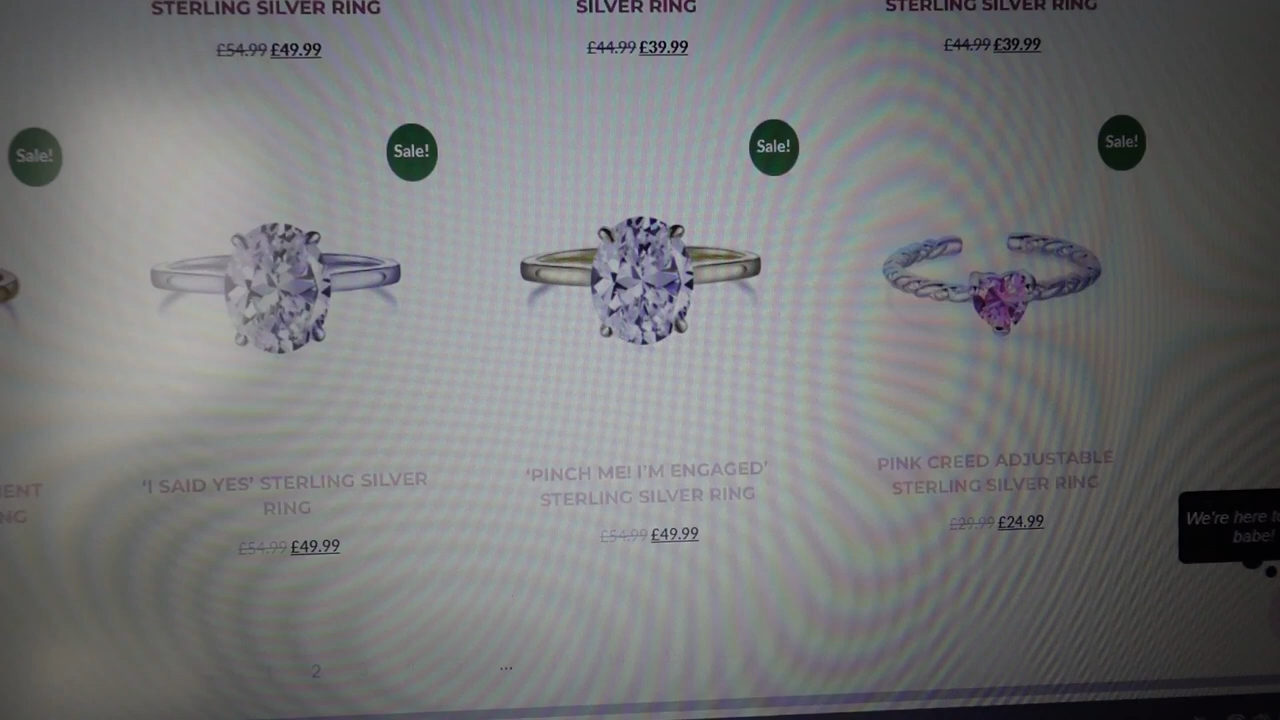 STERLING SILVER RING
SILVER RING
STERLING SILVER RING
£54.99 £49.99
£44.99 £39.99
£44.99 £39.99
Sale!
Sale!
Sale!
Sale!
ENT
NG
'I SAID YES' STERLING SILVER
RING
£54.99 £49.99
'PINCH ME! I'M ENGAGED'
STERLING SILVER RING
£54.99 £49.99
PINK CREED ADJUSTABLE
STERLING SILVER RING
£29.99 £24.99
We're here t
babe!
1 2 ...